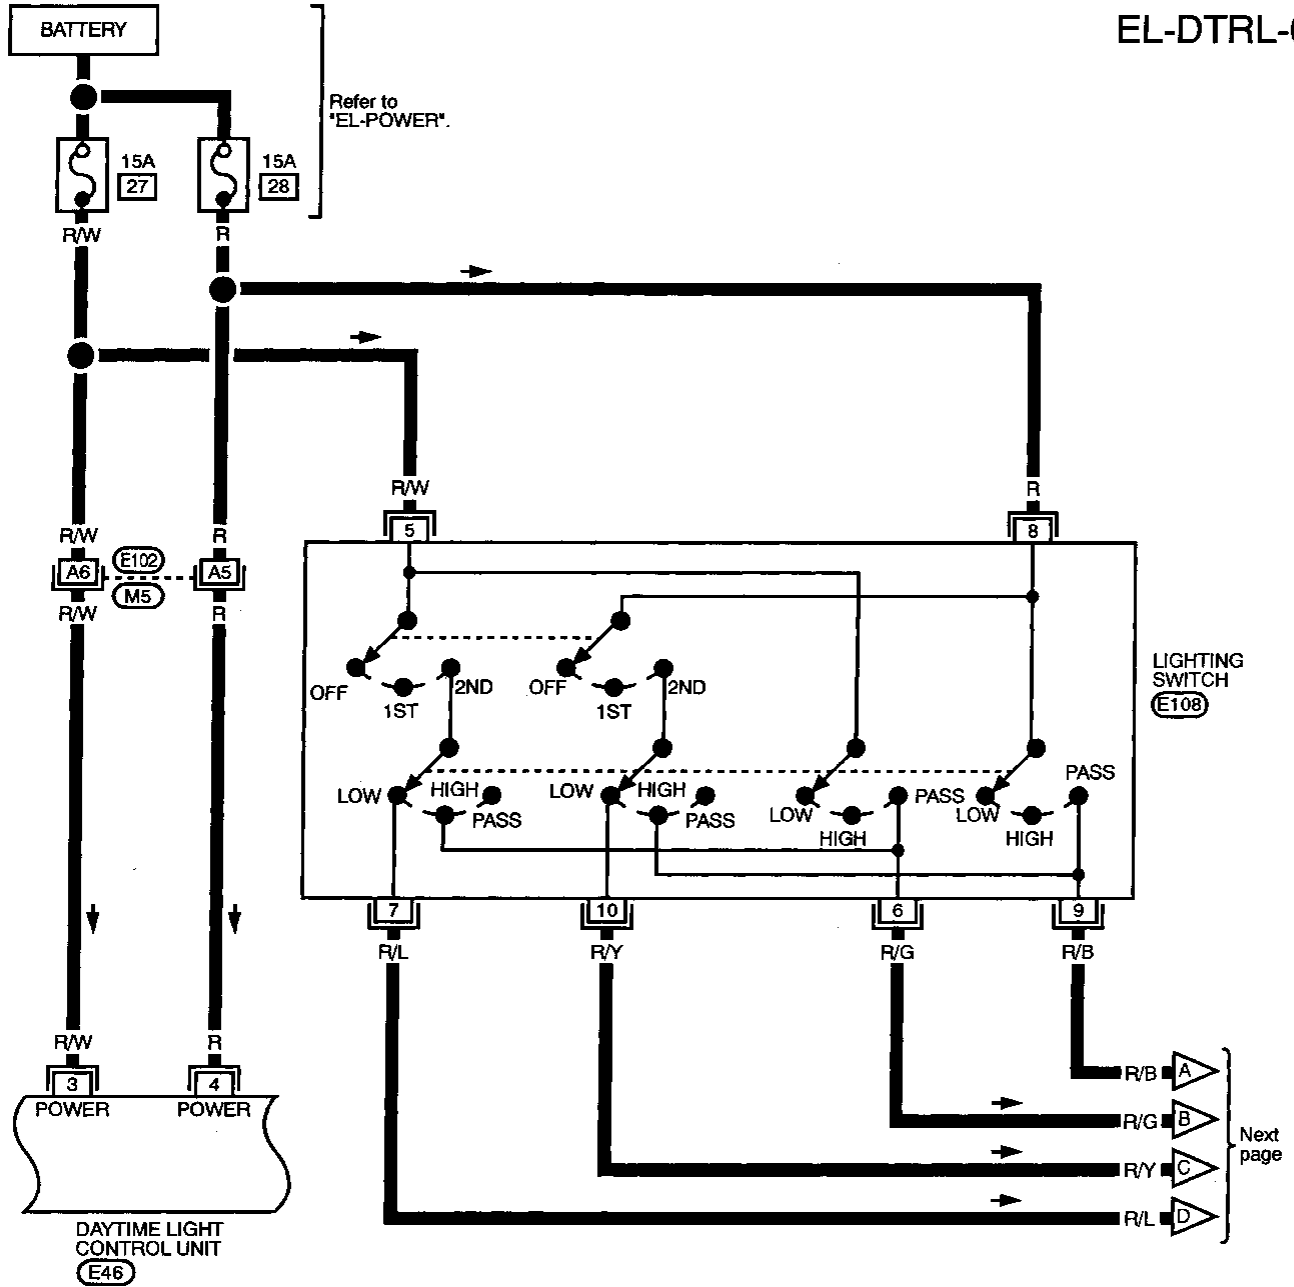 EL-DTRL-
BATTERY
Refer to
"EL-POWER".
15A
27
15A
28
R/W
R
R/W
R
5
8
R/W
R
A6
E102
M5
A5
R/W
R
OFF
1ST
2ND
OFF
1ST
2ND
LIGHTING
SWITCH
E108
LOW
HIGH
PASS
LOW
HIGH
PASS
LOW
HIGH
PASS
LOW
HIGH
PASS
7
10
6
9
R/L
R/Y
R/G
R/B
R/W
R
3
4
POWER
POWER
R/B
A
R/G
B
R/Y
C
R/L
D
Next
page
DAYTIME LIGHT
CONTROL UNIT
E46